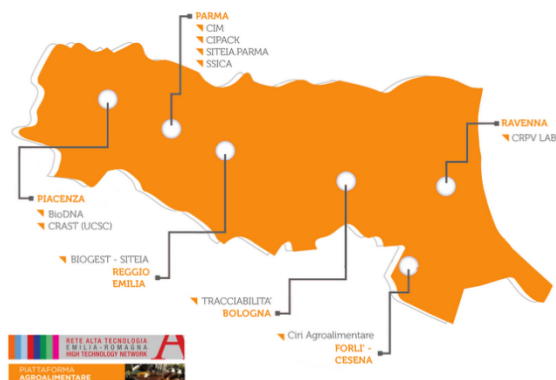 PARMA
CIM
CIPACK
SITEIA.PARMA
SSICA
RAVENNA
CRPV LAB
PIACENZA
BioDNA
CRAST (UCSC)
BIOGEST - SITEIA
REGGIO
EMILIA
TRACCIABILITA'
BOLOGNA
Ciri Agroalimentare
FORLI' -
CESENA
RETE ALTA TECNOLOGIA
EMILIA-ROMAGNA
HIGH TECHNOLOGY NETWORK
PIATTAFORMA
AGROALIMENTARE